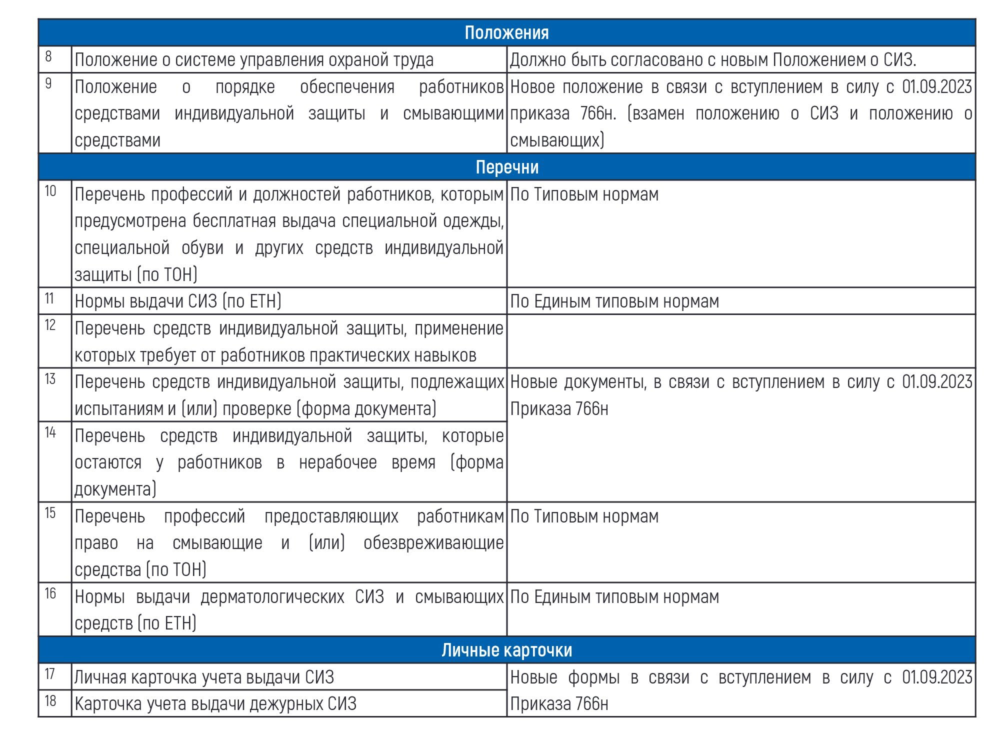 Положения
8 Положение о системе управления охраной труда Должно быть согласовано с новым Положением о СИЗ.
9 Положение о порядке обеспечения работников Новое положение в связи с вступлением в силу с 01.09.2023
средствами индивидуальной защиты и смывающими приказа 766н. (взамен положению о СИЗ и положению о
средствами смывающих)
Перечни
10 Перечень профессий и должностей работников, которым По Типовым нормам
предусмотрена бесплатная выдача специальной одежды,
специальной обуви и других средств индивидуальной
защиты (по ТОН)
11 Нормы выдачи СИЗ (по ЕТН) По Единым типовым нормам
12 Перечень средств индивидуальной защиты, применение
которых требует от работников практических навыков
13 Перечень средств индивидуальной защиты, подлежащих Новые документы, в связи с вступлением в силу с 01.09.2023
испытаниям и (или) проверке (форма документа) Приказа 766н
14 Перечень средств индивидуальной защиты, которые
остаются у работников в нерабочее время (форма
документа)
15 Перечень профессий предоставляющих работникам По Типовым нормам
право на смывающие и (или) обезвреживающие
средства (по ТОН)
16 Нормы выдачи дерматологических СИЗ и смывающих По Единым типовым нормам
средств (по ЕТН)
Личные карточки
17 Личная карточка учета выдачи СИЗ Новые формы в связи с вступлением в силу с 01.09.2023
18 Карточка учета выдачи дежурных СИЗ Приказа 766н